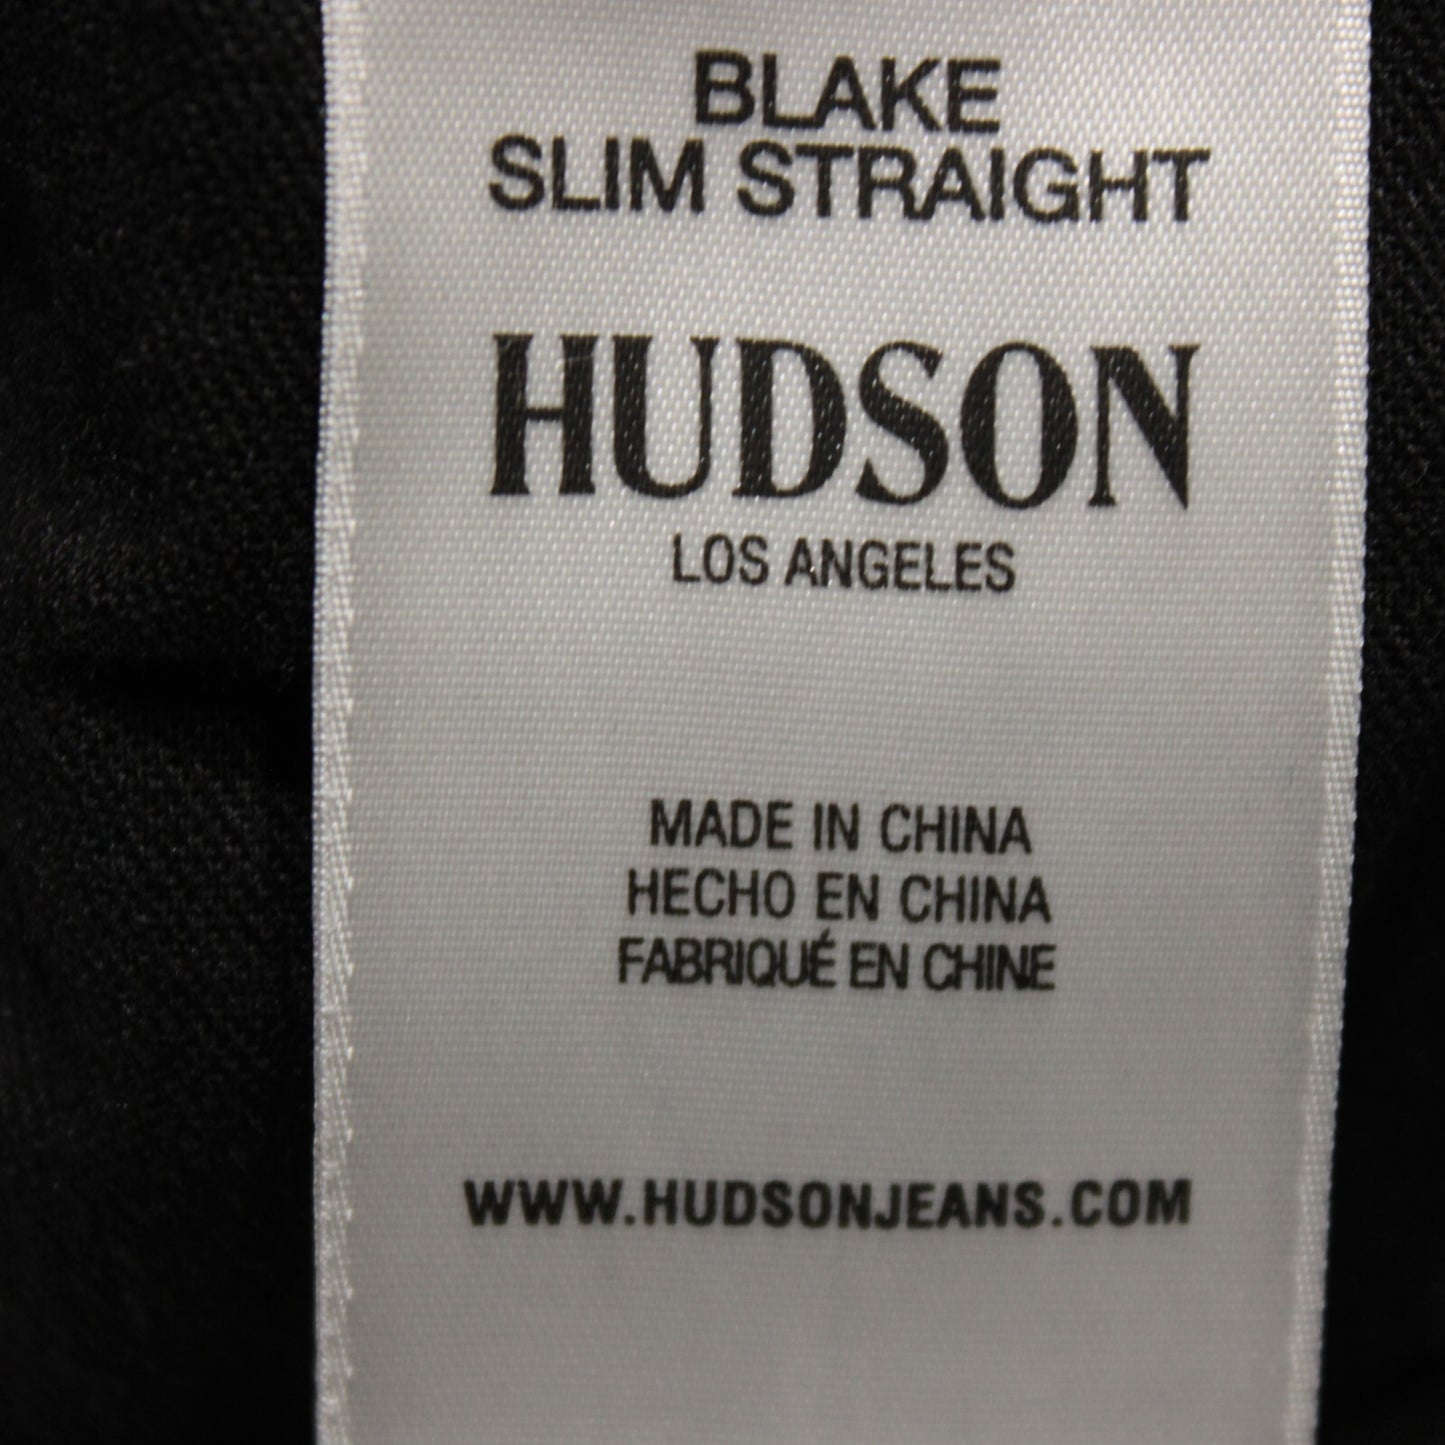 BLAKE
SLIM STRAIGHT
HUDSON
LOS ANGELES
MADE IN CHINA
HECHO EN CHINA
FABRIQUÉ EN CHINE
WWW.HUDSONJEANS.COM